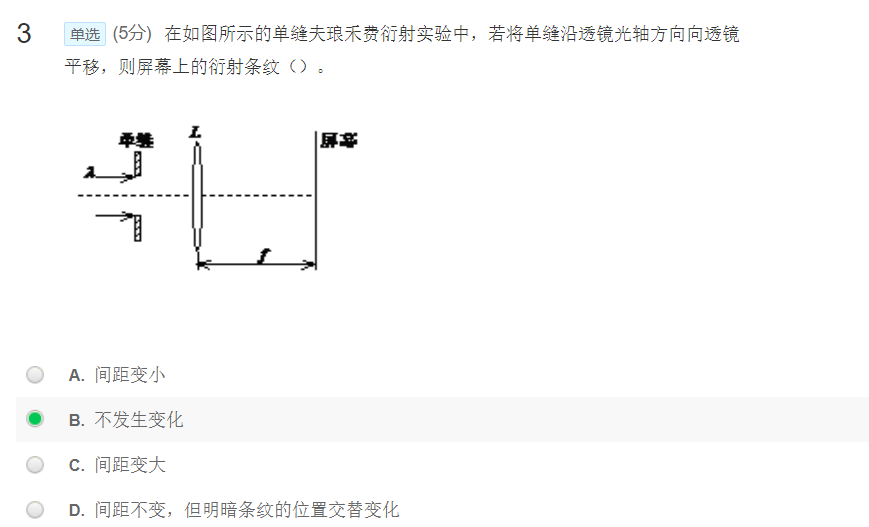 3 单选 (5分) 在如图所示的单缝夫琅禾费衍射实验中，若将单缝沿透镜光轴方向向透镜
平移，则屏幕上的衍射条纹（）。
单缝 L 屏幕
λ
f
A. 间距变小
B. 不发生变化
C. 间距变大
D. 间距不变，但明暗条纹的位置交替变化